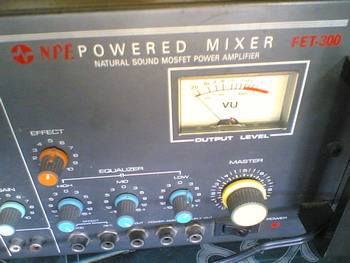 NPE POWERED MIXER FET-300
NATURAL SOUND MOSFET POWER AMPLIFIER
VU
OUTPUT LEVEL
EFFECT
EQUALIZER
HIGH MID LOW
MASTER
GAIN
POWER